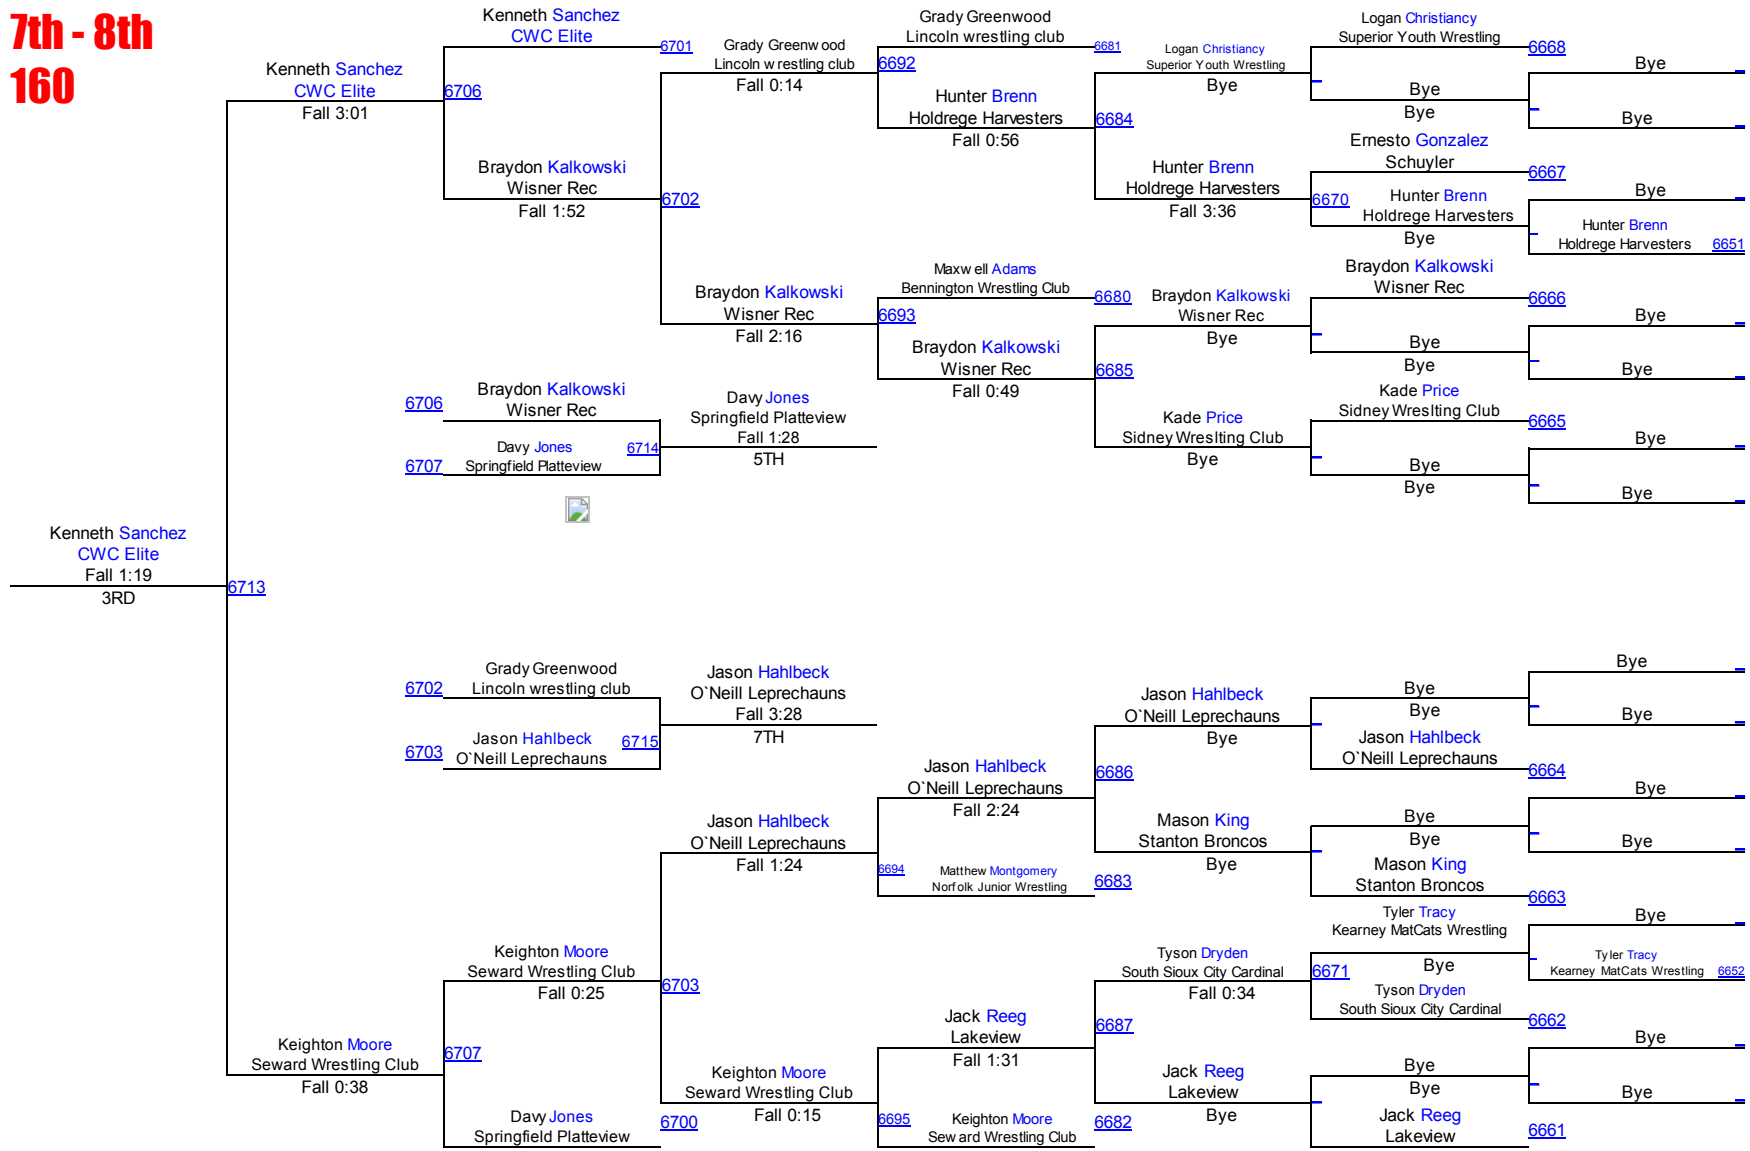 7th - 8th
160
Kenneth Sanchez
CWC Elite
6701
Grady Greenwood
Lincoln wrestling club
Fall 0:14
Grady Greenwood
Lincoln wrestling club
6681
Logan Christiancy
Superior Youth Wrestling
Bye
Logan Christiancy
Superior Youth Wrestling
6668
Bye
Kenneth Sanchez
CWC Elite
Fall 3:01
6706
6692
Hunter Brenn
Holdrege Harvesters
Fall 0:56
6684
Bye
Bye
Bye
Ernesto Gonzalez
Schuyler
6667
Braydon Kalkowski
Wisner Rec
Fall 1:52
6702
Hunter Brenn
Holdrege Harvesters
Fall 3:36
6670
Hunter Brenn
Holdrege Harvesters
Bye
Bye
Hunter Brenn
Holdrege Harvesters
6651
Braydon Kalkowski
Wisner Rec
Fall 2:16
Maxwell Adams
Bennington Wrestling Club
6680
Braydon Kalkowski
Wisner Rec
Bye
Braydon Kalkowski
Wisner Rec
6666
Bye
6693
Braydon Kalkowski
Wisner Rec
Fall 0:49
6685
Bye
Bye
Bye
6706
Braydon Kalkowski
Wisner Rec
Davy Jones
Springfield Platteview
Fall 1:28
5TH
Kade Price
Sidney Wreslting Club
Bye
Kade Price
Sidney Wreslting Club
6665
Bye
6707
Davy Jones
Springfield Platteview
6714
Bye
Bye
Bye
Kenneth Sanchez
CWC Elite
Fall 1:19
3RD
6713
6702
Grady Greenwood
Lincoln wrestling club
Jason Hahlbeck
O`Neill Leprechauns
Fall 3:28
7TH
Jason Hahlbeck
O`Neill Leprechauns
Bye
Bye
Bye
Bye
Bye
6703
Jason Hahlbeck
O`Neill Leprechauns
6715
Jason Hahlbeck
O`Neill Leprechauns
6664
Jason Hahlbeck
O`Neill Leprechauns
Fall 2:24
6686
Bye
Jason Hahlbeck
O`Neill Leprechauns
Fall 1:24
Mason King
Stanton Broncos
Bye
Bye
Bye
Bye
6694
Matthew Montgomery
Norfolk Junior Wrestling
6683
Mason King
Stanton Broncos
6663
Keighton Moore
Seward Wrestling Club
Fall 0:25
6703
Tyson Dryden
South Sioux City Cardinal
Fall 0:34
6671
Tyler Tracy
Kearney MatCats Wrestling
Bye
Bye
Tyler Tracy
Kearney MatCats Wrestling
6652
Tyson Dryden
South Sioux City Cardinal
6662
Keighton Moore
Seward Wrestling Club
Fall 0:38
6707
Jack Reeg
Lakeview
Fall 1:31
6687
Bye
Keighton Moore
Seward Wrestling Club
Fall 0:15
Jack Reeg
Lakeview
Bye
Bye
Bye
Bye
Davy Jones
Springfield Platteview
6700
6695
Keighton Moore
Seward Wrestling Club
6682
Jack Reeg
Lakeview
6661